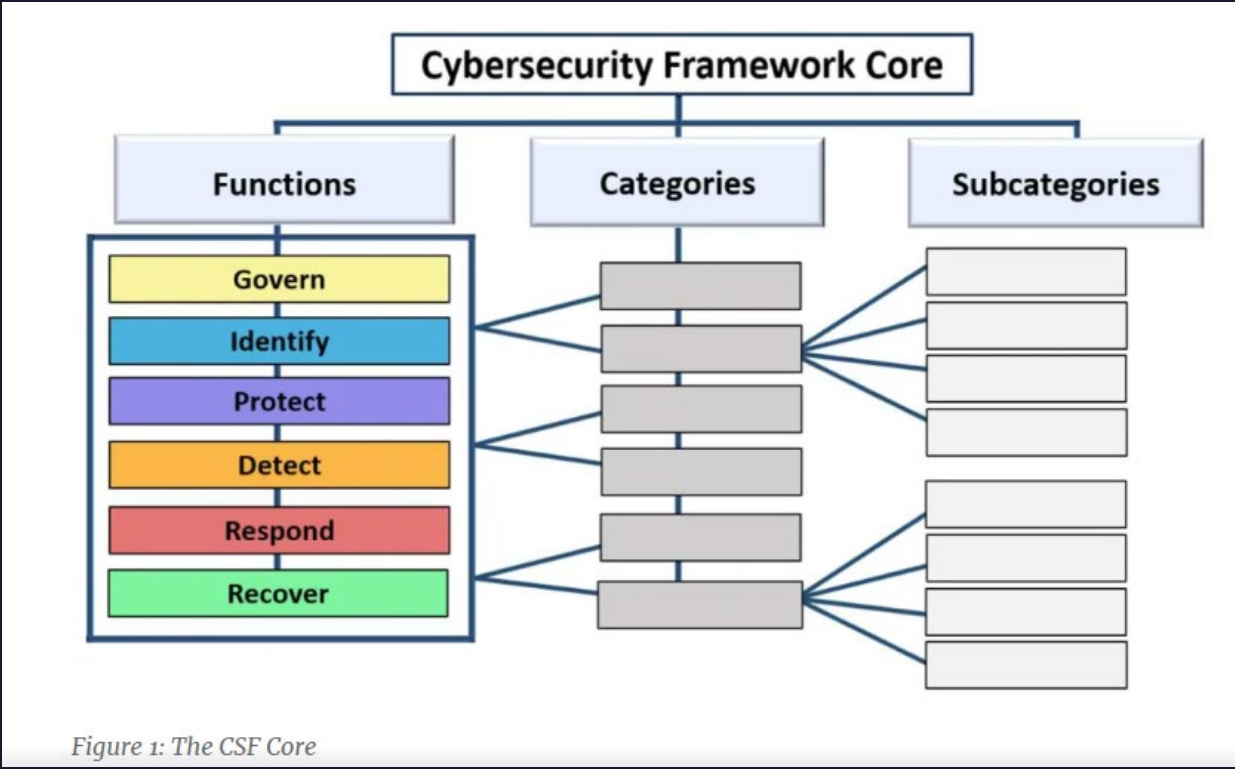 Cybersecurity Framework Core
Functions
Categories
Subcategories
Govern
Identify
Protect
Detect
Respond
Recover
Figure 1: The CSF Core